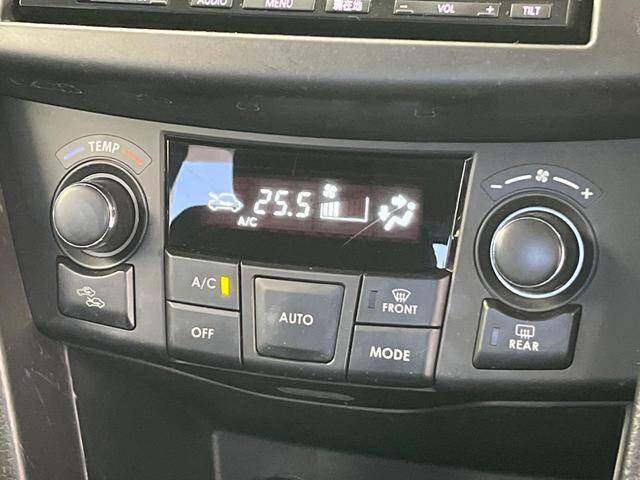 AUDIO MENU 現在地 − VOL + TILT
TEMP
25.5
A/C
− +
A/C
OFF
AUTO
FRONT
MODE
REAR